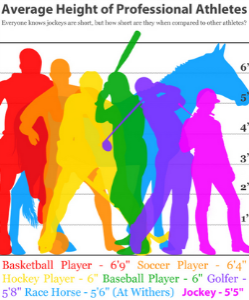 Average Height of Professional Athletes
Everyone knows jockeys are short, but how short are they when compared to other athletes?
6'
5'
4'
3'
2'
1'
Basketball Player - 6'9" Soccer Player - 6'4"
Hockey Player - 6" Baseball Player - 6" Golfer -
5'8" Race Horse - 5'6" (At Withers) Jockey - 5'5"